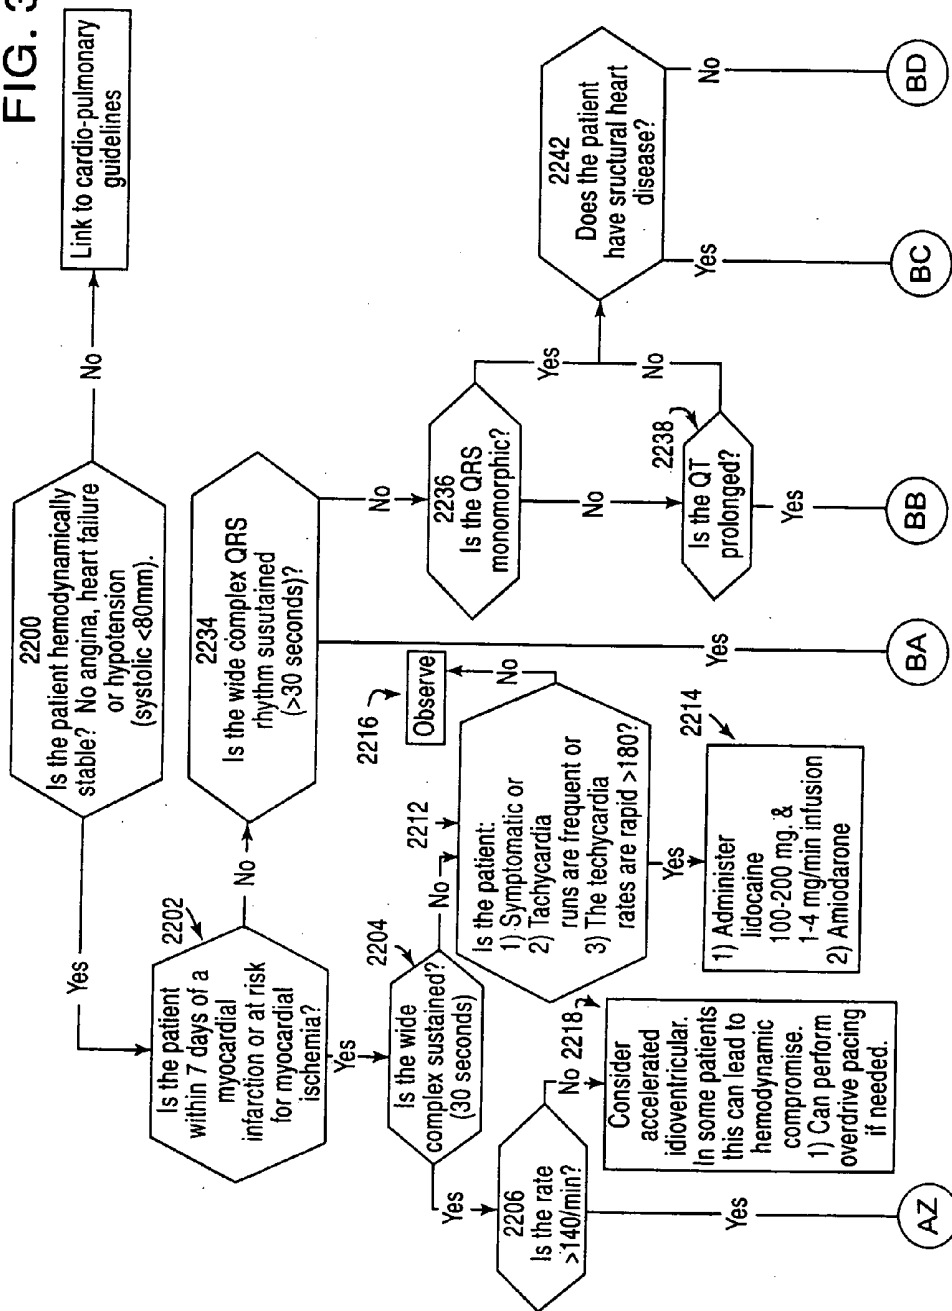 FIG. 3
2200
Is the patient hemodynamically
stable? No angina, heart failure
or hypotension
(systolic <80mm).
No
Link to cardio-pulmonary
guidelines
Yes
2202
Is the patient
within 7 days of a
myocardial
infarction or at risk
for myocardial
ischemia?
No
2234
Is the wide complex QRS
rhythm susutained
(>30 seconds)?
No
Yes
Yes
2204
Is the wide
complex sustained?
(30 seconds)
No
2212
Is the patient:
1) Symptomatic or
2) Tachycardia
runs are frequent or
3) The techycardia
rates are rapid >180?
No
2216
Observe
Yes
2214
1) Administer
lidocaine
100-200 mg. &
1-4 mg/min infusion
2) Amiodarone
Yes
2206
Is the rate
>140/min?
No
2218
Consider
accelerated
idioventricular.
In some patients
this can lead to
hemodynamic
compromise.
1) Can perform
overdrive pacing
if needed.
Yes
2236
Is the QRS
monomorphic?
Yes
No
2238
Is the QT
prolonged?
No
Yes
2242
Does the patient
have sructural heart
disease?
Yes
No
AZ
BA
BB
BC
BD